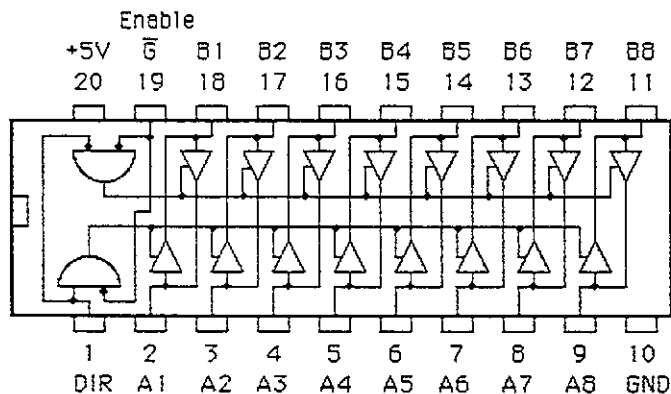 Enable
+5V G̅ B1 B2 B3 B4 B5 B6 B7 B8
20 19 18 17 16 15 14 13 12 11
1 2 3 4 5 6 7 8 9 10
DIR A1 A2 A3 A4 A5 A6 A7 A8 GND